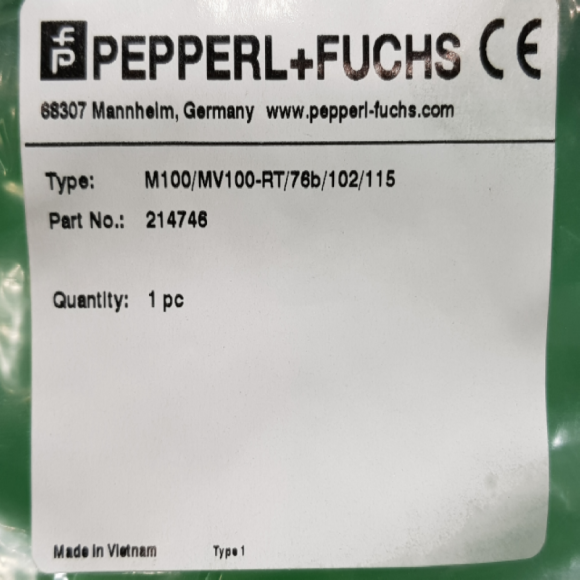 PEPPERL+FUCHS CE
68307 Mannheim, Germany www.pepperl-fuchs.com
Type: M100/MV100-RT/76b/102/115
Part No.: 214746
Quantity: 1 pc
Made in Vietnam Type 1